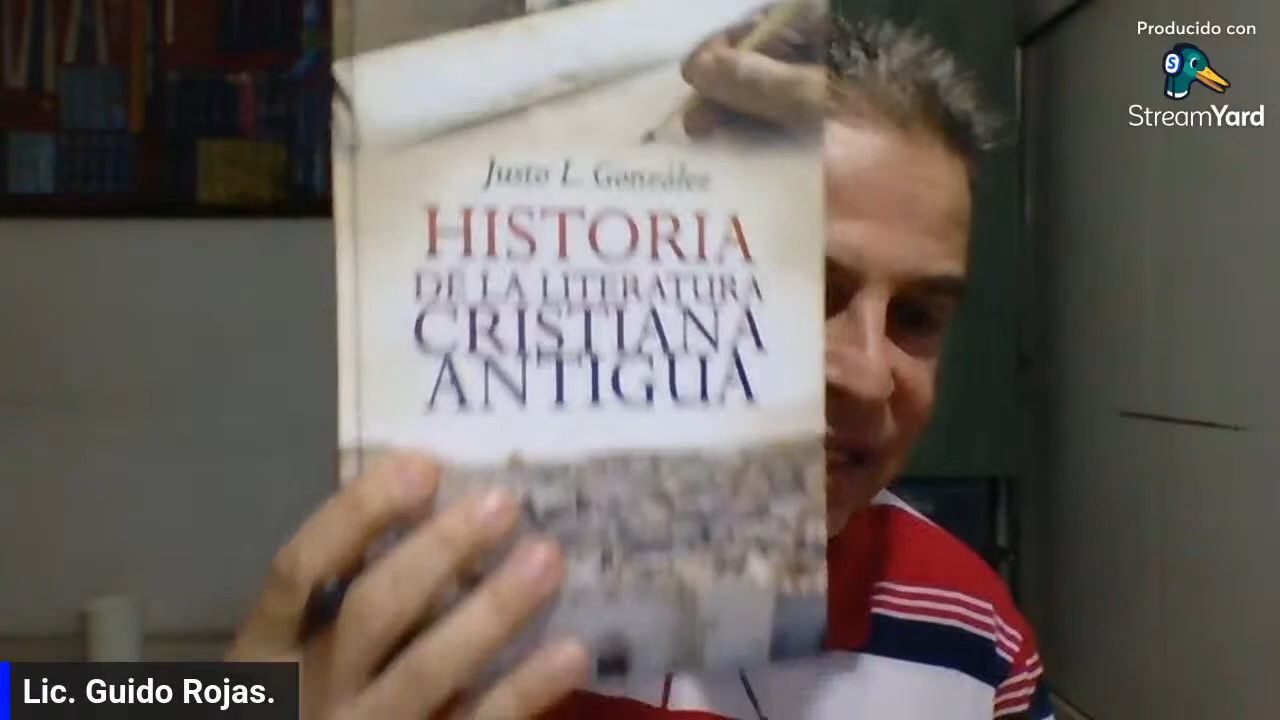 Producido con
StreamYard
Justo L. González
HISTORIA
DE LA LITERATURA
CRISTIANA
ANTIGUA
Lic. Guido Rojas.